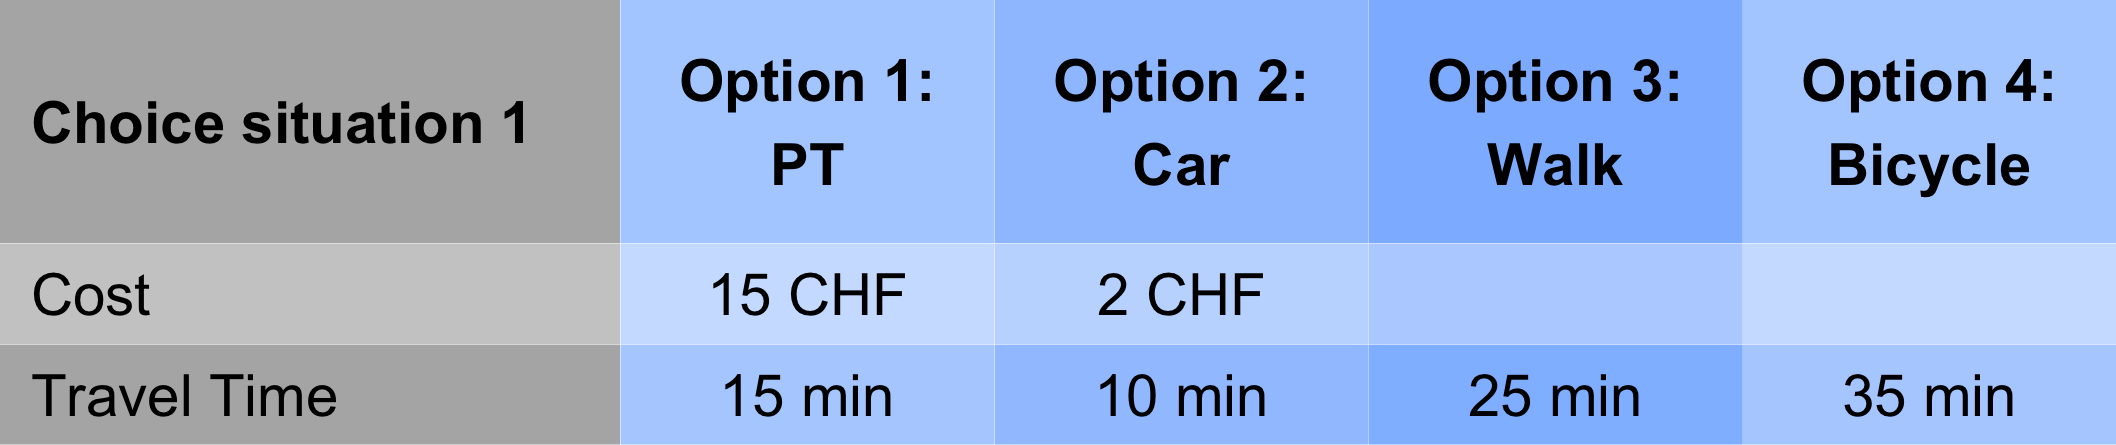 Choice situation 1
Option 1:
PT
Option 2:
Car
Option 3:
Walk
Option 4:
Bicycle
Cost
15 CHF
2 CHF
Travel Time
15 min
10 min
25 min
35 min